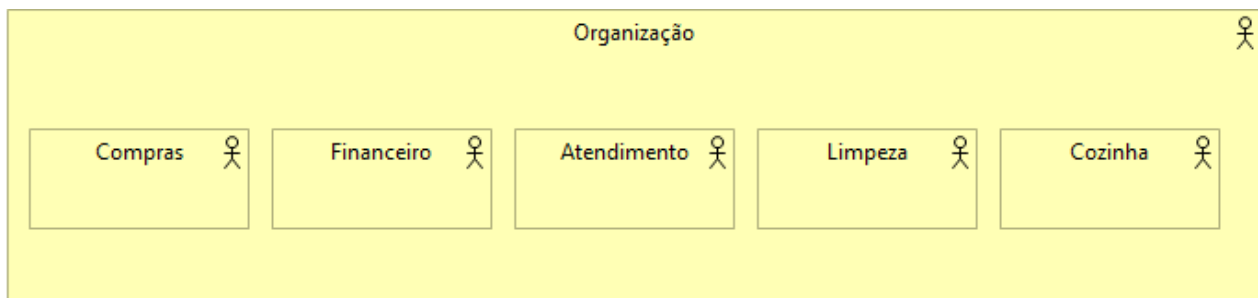 Organização
Compras
Financeiro
Atendimento
Limpeza
Cozinha